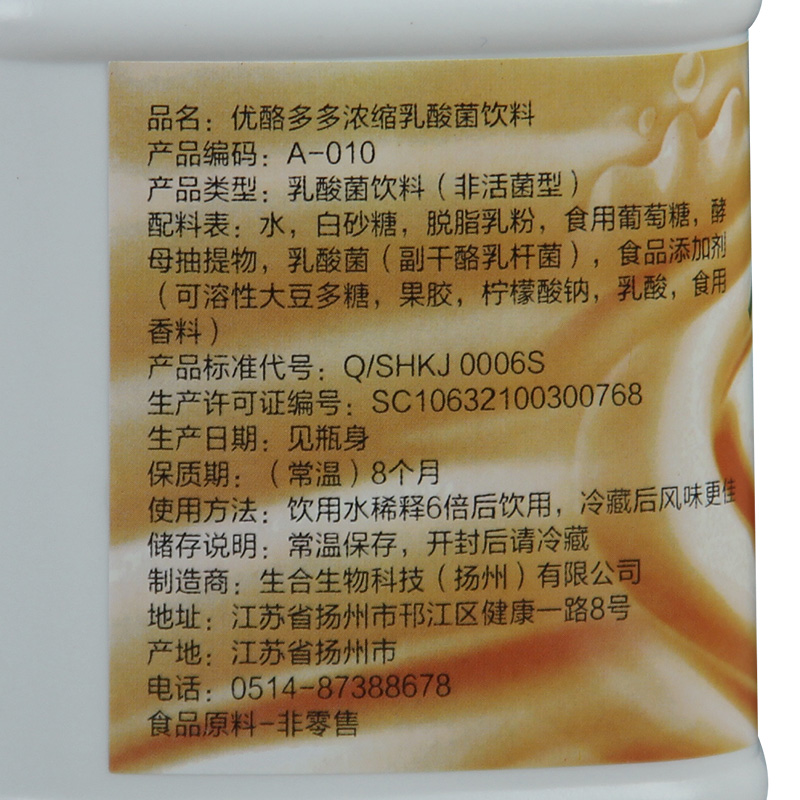 品名：优酪多多浓缩乳酸菌饮料
产品编码：A-010
产品类型：乳酸菌饮料（非活菌型）
配料表：水，白砂糖，脱脂乳粉，食用葡萄糖，酵
母抽提物，乳酸菌（副干酪乳杆菌），食品添加剂
（可溶性大豆多糖，果胶，柠檬酸钠，乳酸，食用
香料）
产品标准代号：Q/SHKJ 0006S
生产许可证编号：SC10632100300768
生产日期：见瓶身
保质期：（常温）8个月
使用方法：饮用水稀释6倍后饮用，冷藏后风味更佳
储存说明：常温保存，开封后请冷藏
制造商：生合生物科技（扬州）有限公司
地址：江苏省扬州市邗江区健康一路8号
产地：江苏省扬州市
电话：0514-87388678
食品原料-非零售